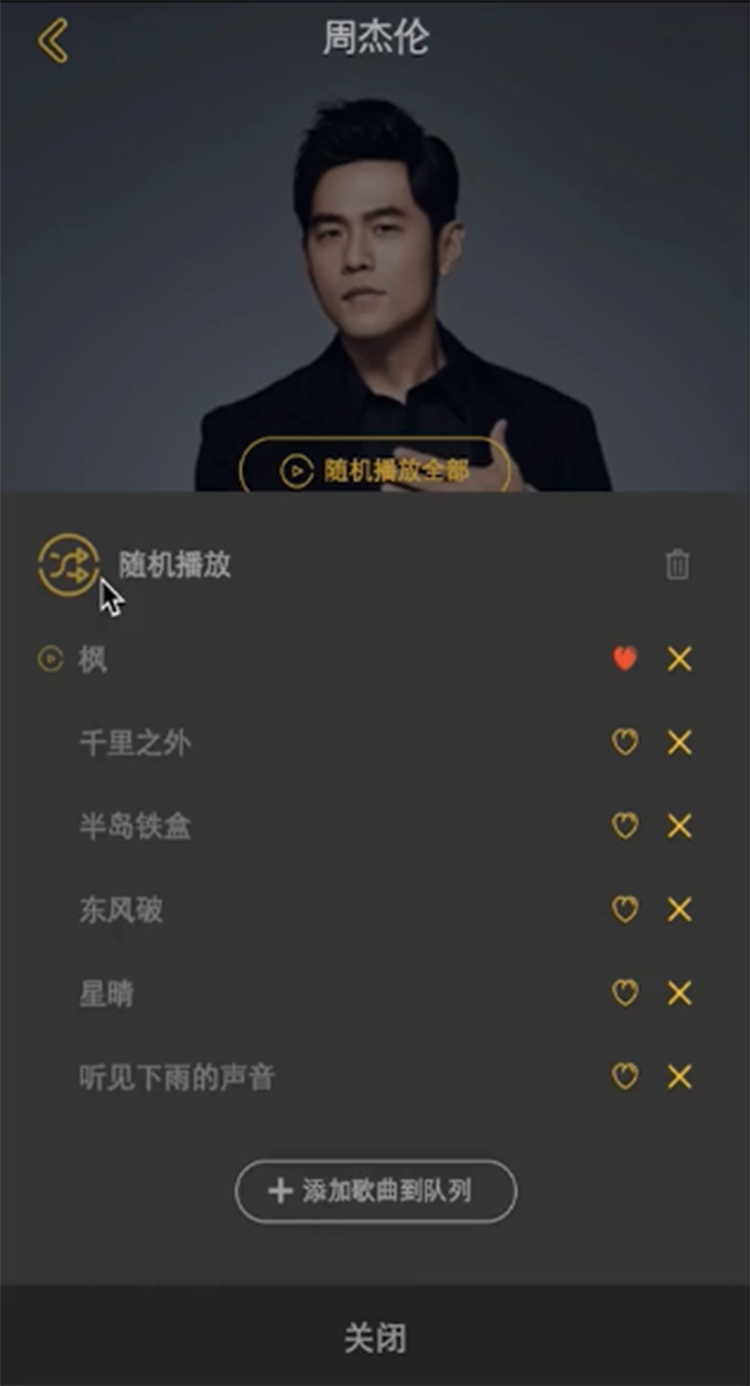 周杰伦
随机播放全部
随机播放
枫
千里之外
半岛铁盒
东风破
星晴
听见下雨的声音
添加歌曲到队列
关闭